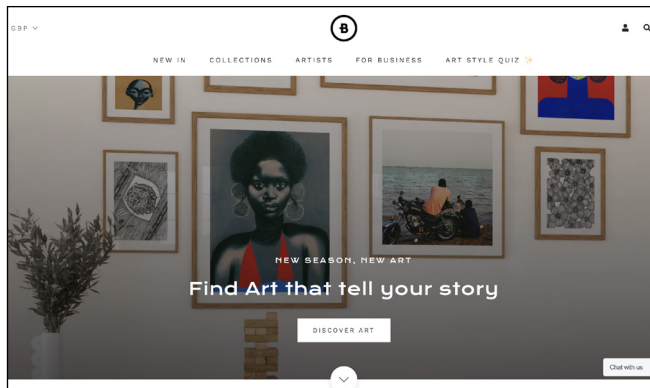 GBP
B
NEW IN COLLECTIONS ARTISTS FOR BUSINESS ART STYLE QUIZ ✨
NEW SEASON, NEW ART
Find Art that tell your story
DISCOVER ART
Chat with us